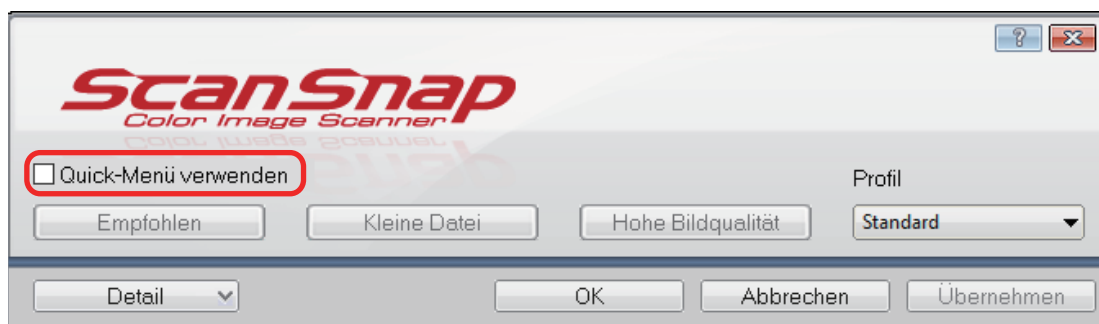 ScanSnap
Color Image Scanner
Quick-Menü verwenden
Profil
Empfohlen Kleine Datei Hohe Bildqualität Standard
Detail OK Abbrechen Übernehmen